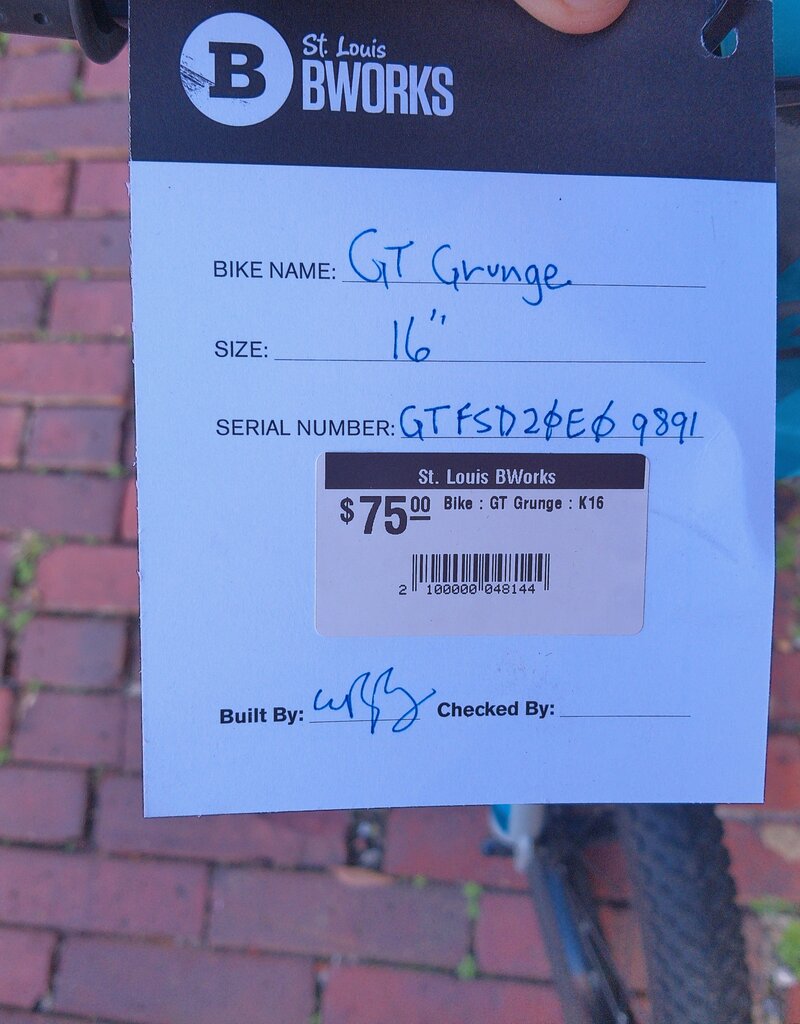 B
St. Louis
BWORKS
BIKE NAME: GT Grunge
SIZE: 16"
SERIAL NUMBER: GTFSD20E0 9891
St. Louis BWorks
$75.00 Bike : GT Grunge : K16
2 100000 048144
Built By:
Checked By: